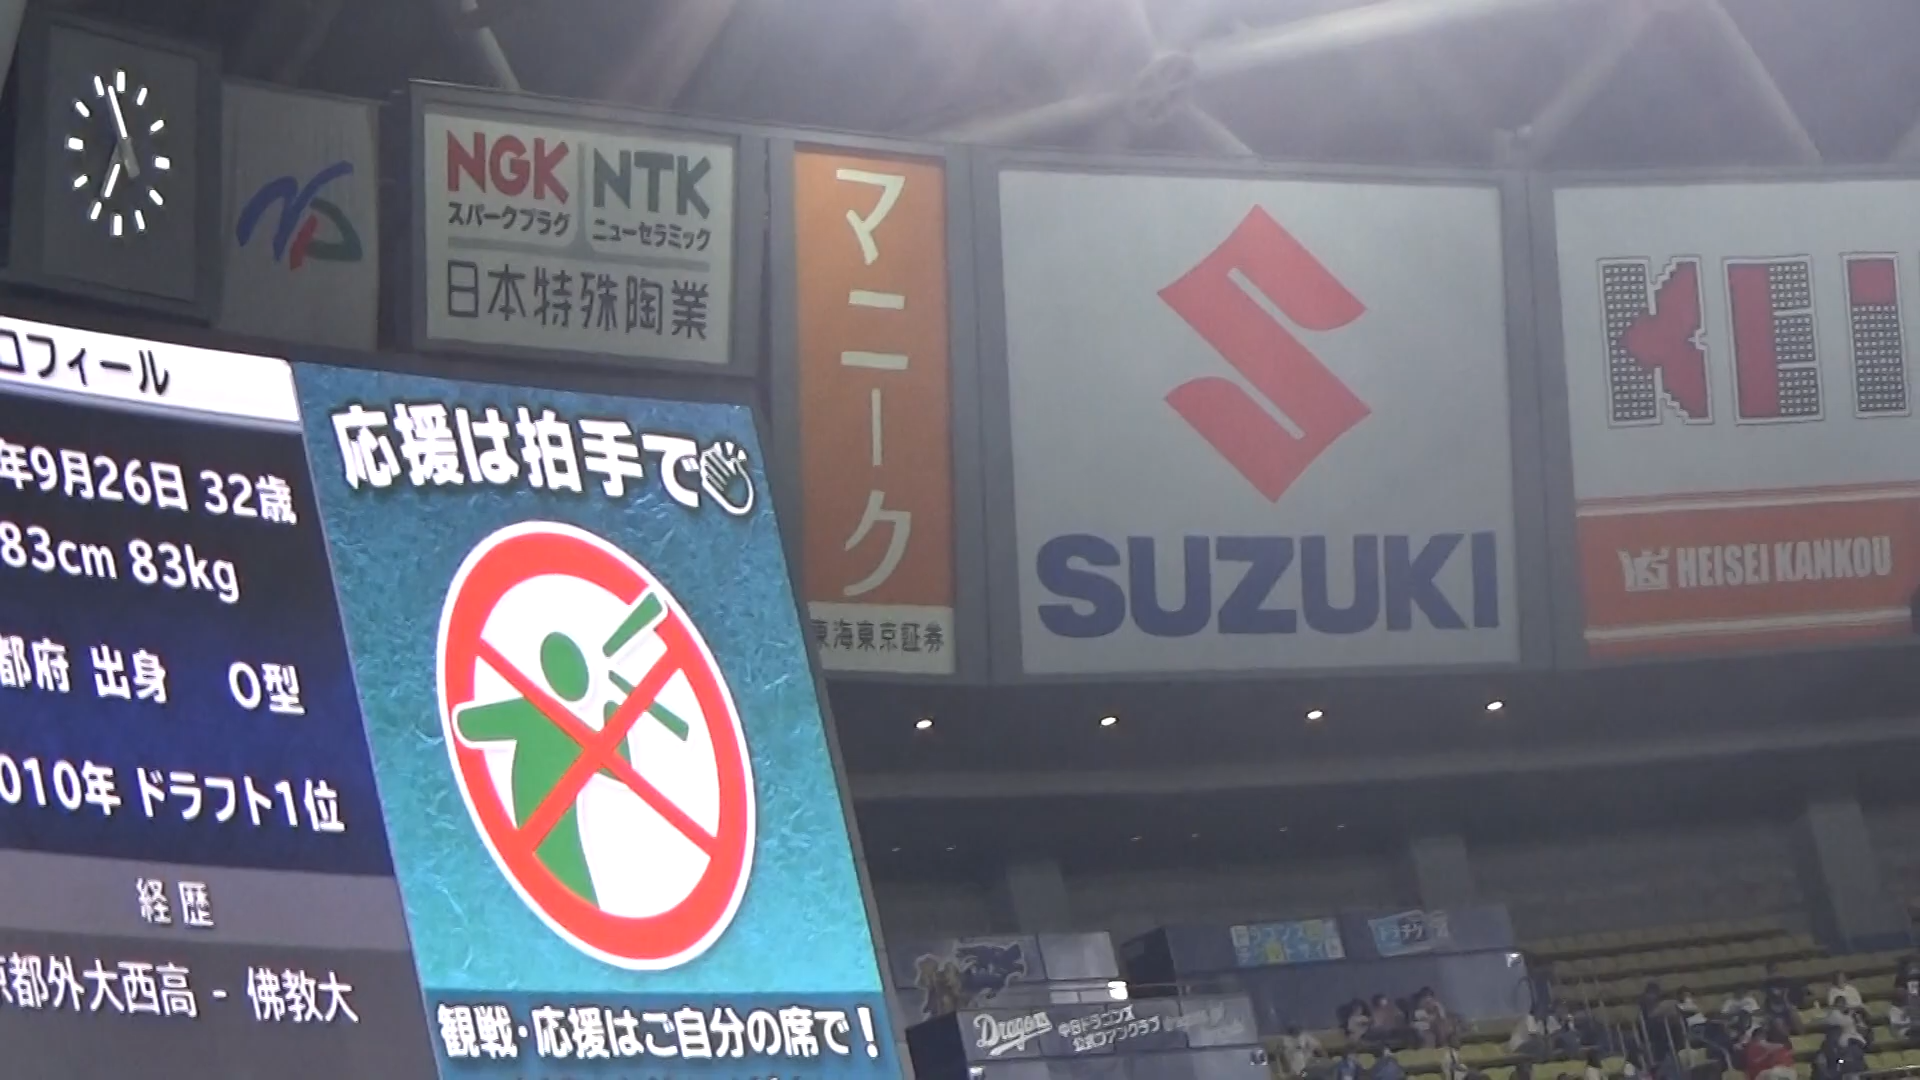 NGK
スパークプラグ
NTK
ニューセラミック
日本特殊陶業
マニーク
東海東京証券
SUZUKI
KEI
HEISEI KANKOU
ロフィール
年9月26日 32歳
83cm 83kg
都府 出身 O型
010年 ドラフト1位
経歴
京都外大西高 - 佛教大
応援は拍手で
観戦・応援はご自分の席で!
Dragons
中日ドラゴンズ
公式ファンクラブ
ドラチケ